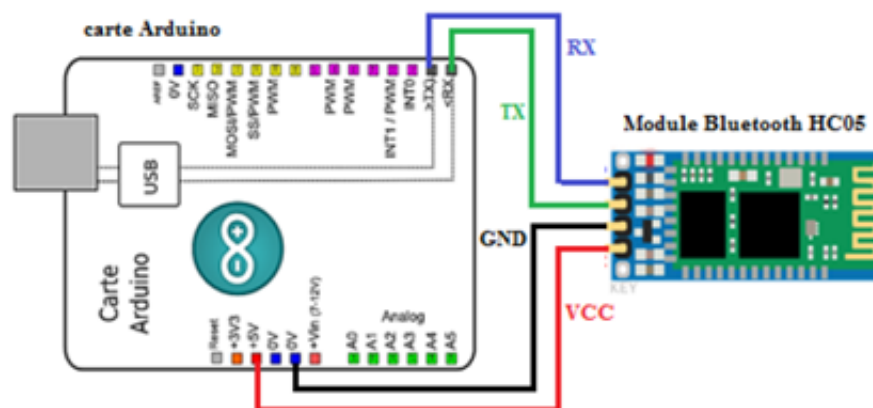 carte Arduino
RX
TX
Module Bluetooth HC05
GND
VCC
AREF
0V
SCK
MISO
MOSI/PWM
SS/PWM
PWM
PWM
PWM
INT1 / PWM
INT0
>TX
<RX
USB
Carte
Arduino
Reset
+3V3
+5V
0V
0V
+Vin (7-12V)
Analog
A0
A1
A2
A3
A4
A5
KEY